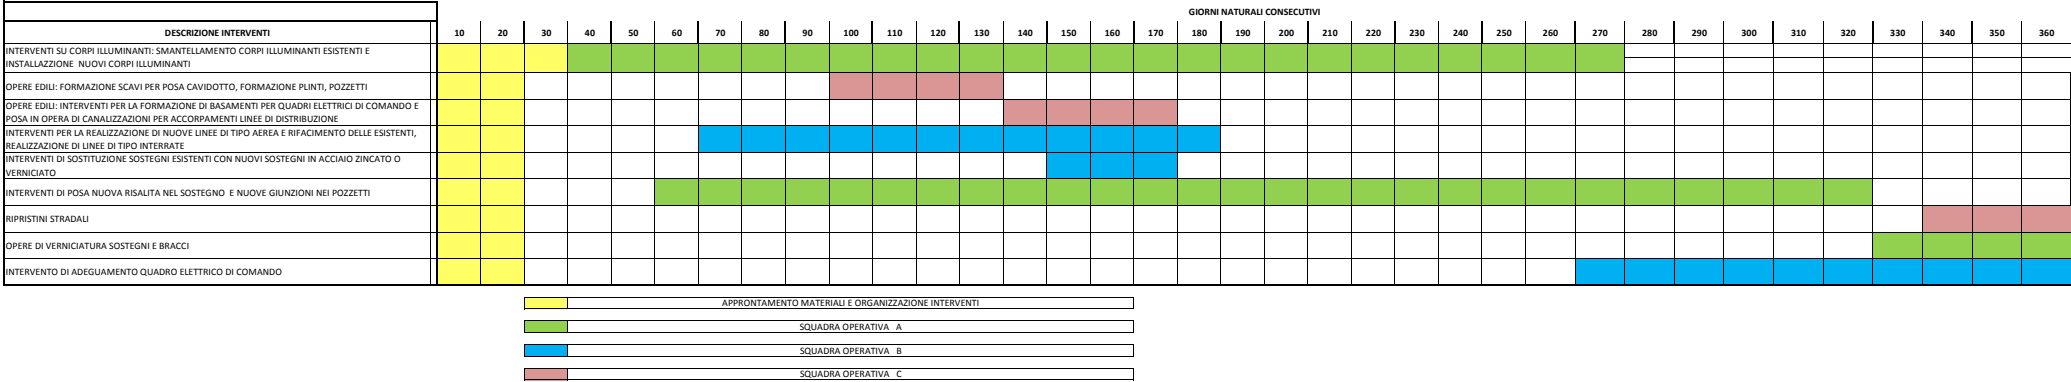 GIORNI NATURALI CONSECUTIVI
DESCRIZIONE INTERVENTI 10 20 30 40 50 60 70 80 90 100 110 120 130 140 150 160 170 180 190 200 210 220 230 240 250 260 270 280 290 300 310 320 330 340 350 360
INTERVENTI SU CORPI ILLUMINANTI: SMANTELLAMENTO CORPI ILLUMINANTI ESISTENTI E
INSTALLAZZIONE NUOVI CORPI ILLUMINANTI
OPERE EDILI: FORMAZIONE SCAVI PER POSA CAVIDOTTO, FORMAZIONE PLINTI, POZZETTI
OPERE EDILI: INTERVENTI PER LA FORMAZIONE DI BASAMENTI PER QUADRI ELETTRICI DI COMANDO E
POSA IN OPERA DI CANALIZZAZIONI PER ACCORPAMENTI LINEE DI DISTRIBUZIONE
INTERVENTI PER LA REALIZZAZIONE DI NUOVE LINEE DI TIPO AEREA E RIFACIMENTO DELLE ESISTENTI,
REALIZZAZIONE DI LINEE DI TIPO INTERRATE
INTERVENTI DI SOSTITUZIONE SOSTEGNI ESISTENTI CON NUOVI SOSTEGNI IN ACCIAIO ZINCATO O
VERNICIATO
INTERVENTI DI POSA NUOVA RISALITA NEL SOSTEGNO E NUOVE GIUNZIONI NEI POZZETTI
RIPRISTINI STRADALI
OPERE DI VERNICIATURA SOSTEGNI E BRACCI
INTERVENTO DI ADEGUAMENTO QUADRO ELETTRICO DI COMANDO
APPRONTAMENTO MATERIALI E ORGANIZZAZIONE INTERVENTI
SQUADRA OPERATIVA A
SQUADRA OPERATIVA B
SQUADRA OPERATIVA C